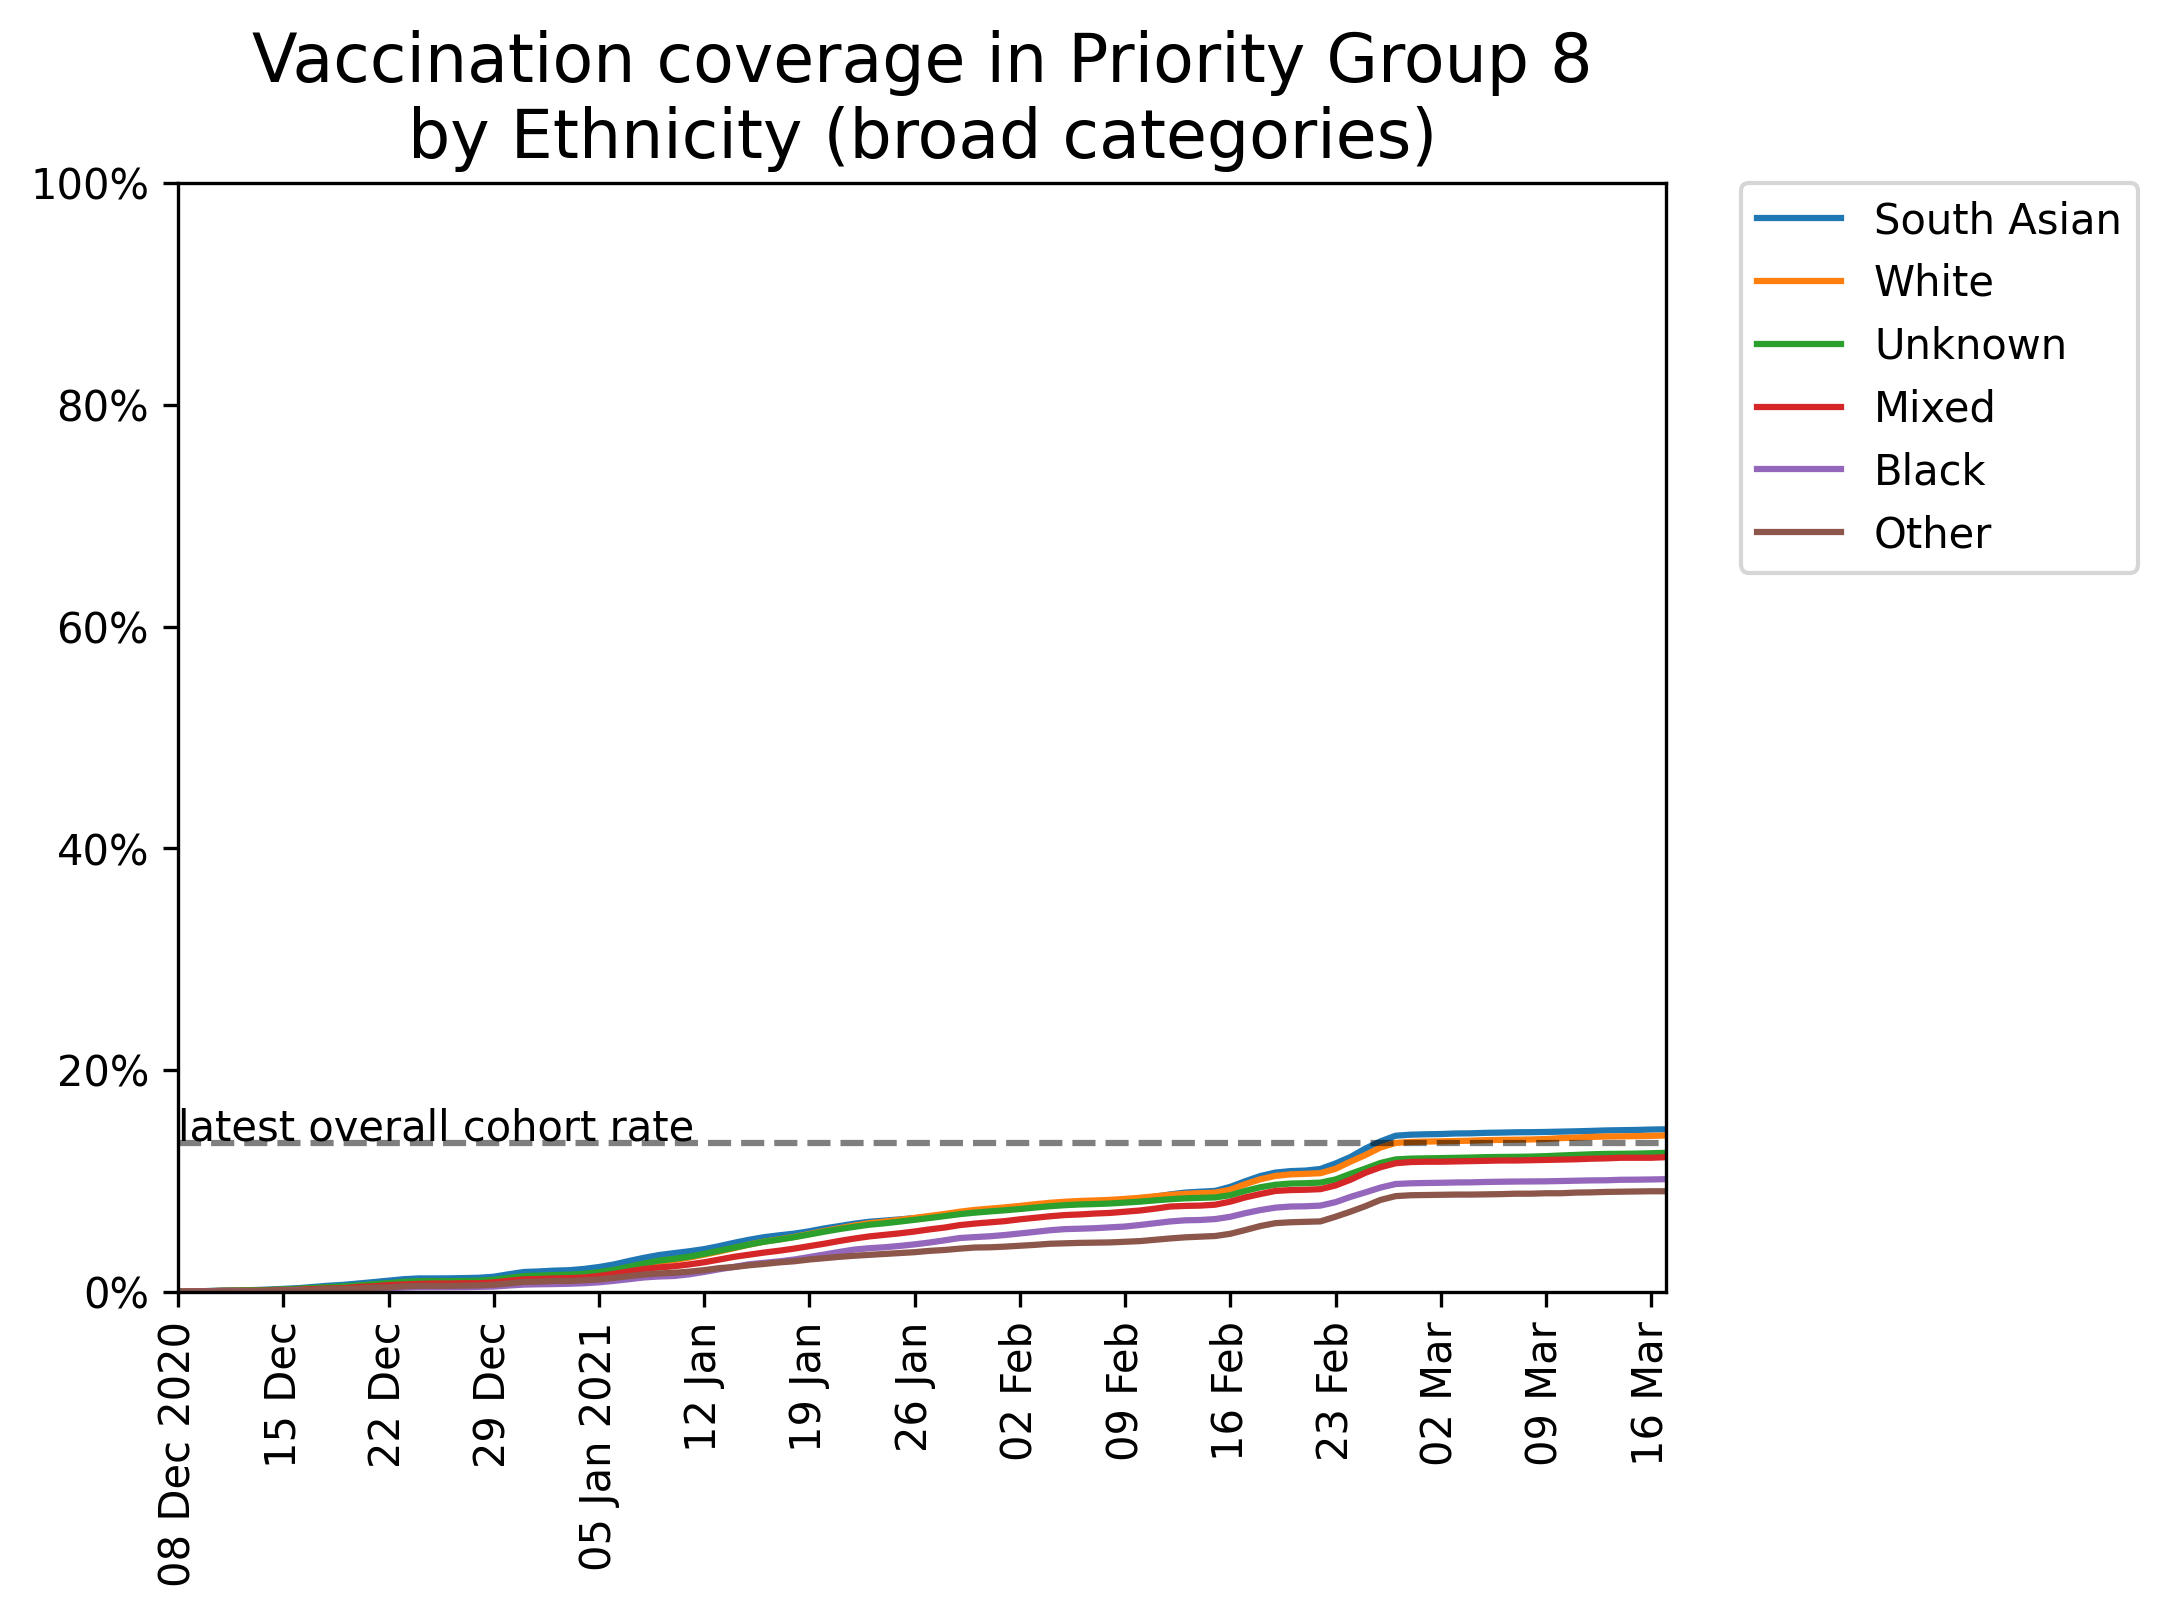 Vaccination coverage in Priority Group 8
by Ethnicity (broad categories)
100%
80%
60%
40%
20%
0%
latest overall cohort rate
South Asian
White
Unknown
Mixed
Black
Other
08 Dec 2020
15 Dec
22 Dec
29 Dec
05 Jan 2021
12 Jan
19 Jan
26 Jan
02 Feb
09 Feb
16 Feb
23 Feb
02 Mar
09 Mar
16 Mar